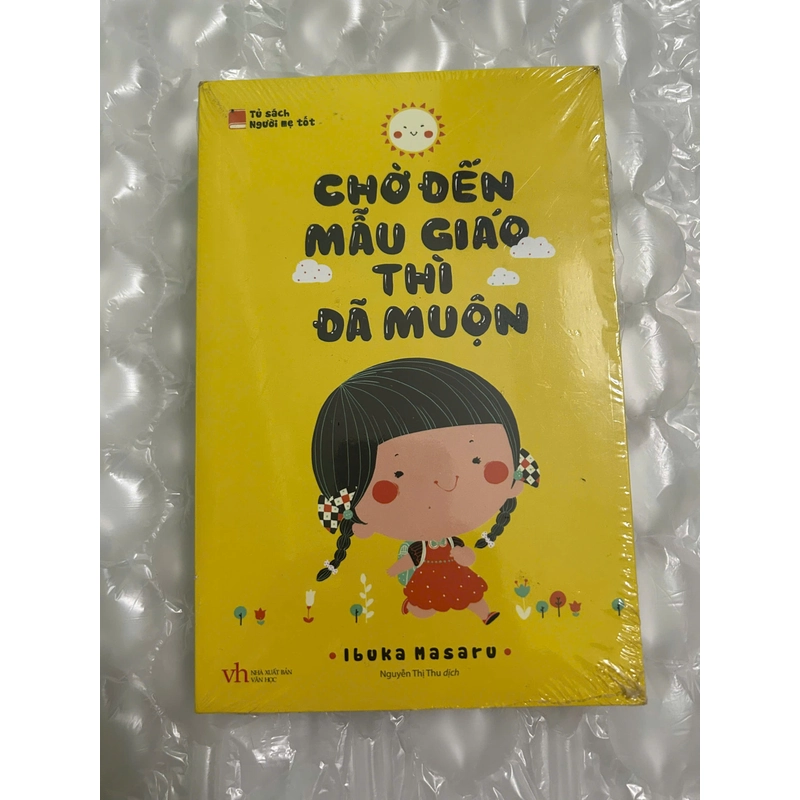 Tủ sách
Người mẹ tốt
CHỜ ĐẾN
MẪU GIÁO
THÌ
ĐÃ MUỘN
Ibuka Masaru
Nguyễn Thị Thu dịch
vh NHÀ XUẤT BẢN
VĂN HỌC